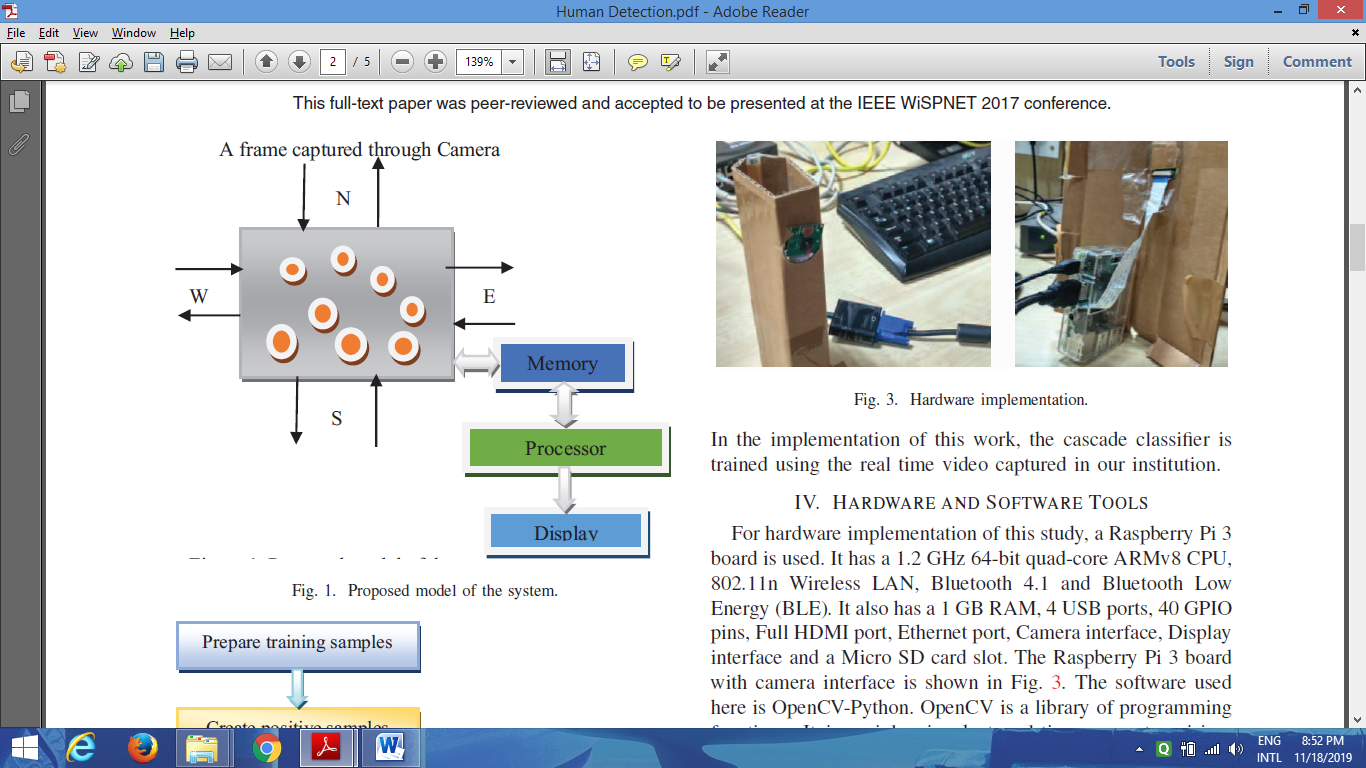 Human Detection.pdf - Adobe Reader
File Edit View Window Help
2 / 5
139%
Tools Sign Comment
This full-text paper was peer-reviewed and accepted to be presented at the IEEE WiSPNET 2017 conference.
A frame captured through Camera
N
W
E
S
Memory
Processor
Display
Fig. 1. Proposed model of the system.
Prepare training samples
Create positive samples
Fig. 3. Hardware implementation.
In the implementation of this work, the cascade classifier is
trained using the real time video captured in our institution.
IV. HARDWARE AND SOFTWARE TOOLS
For hardware implementation of this study, a Raspberry Pi 3
board is used. It has a 1.2 GHz 64-bit quad-core ARMv8 CPU,
802.11n Wireless LAN, Bluetooth 4.1 and Bluetooth Low
Energy (BLE). It also has a 1 GB RAM, 4 USB ports, 40 GPIO
pins, Full HDMI port, Ethernet port, Camera interface, Display
interface and a Micro SD card slot. The Raspberry Pi 3 board
with camera interface is shown in Fig. 3. The software used
here is OpenCV-Python. OpenCV is a library of programming
ENG 8:52 PM
INTL 11/18/2019